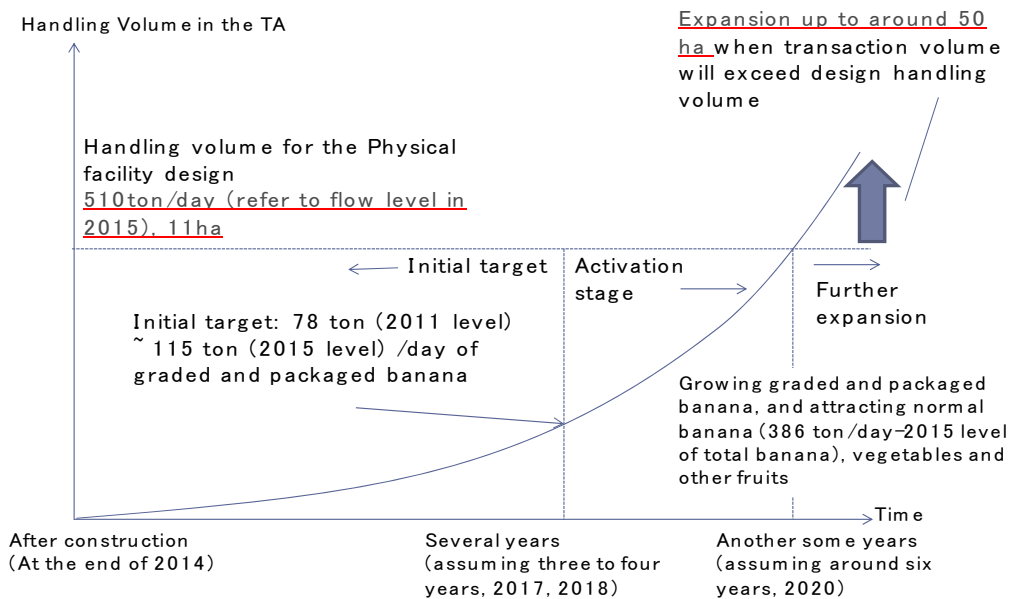 Handling Volume in the TA
Expansion up to around 50
ha when transaction volume
will exceed design handling
volume
Handling volume for the Physical
facility design
510ton/day (refer to flow level in
2015), 11ha
Initial target
Activation
stage
Further
expansion
Initial target: 78 ton (2011 level)
~ 115 ton (2015 level) /day of
graded and packaged banana
Growing graded and packaged
banana, and attracting normal
banana (386 ton/day-2015 level
of total banana), vegetables and
other fruits
Time
After construction
(At the end of 2014)
Several years
(assuming three to four
years, 2017, 2018)
Another some years
(assuming around six
years, 2020)